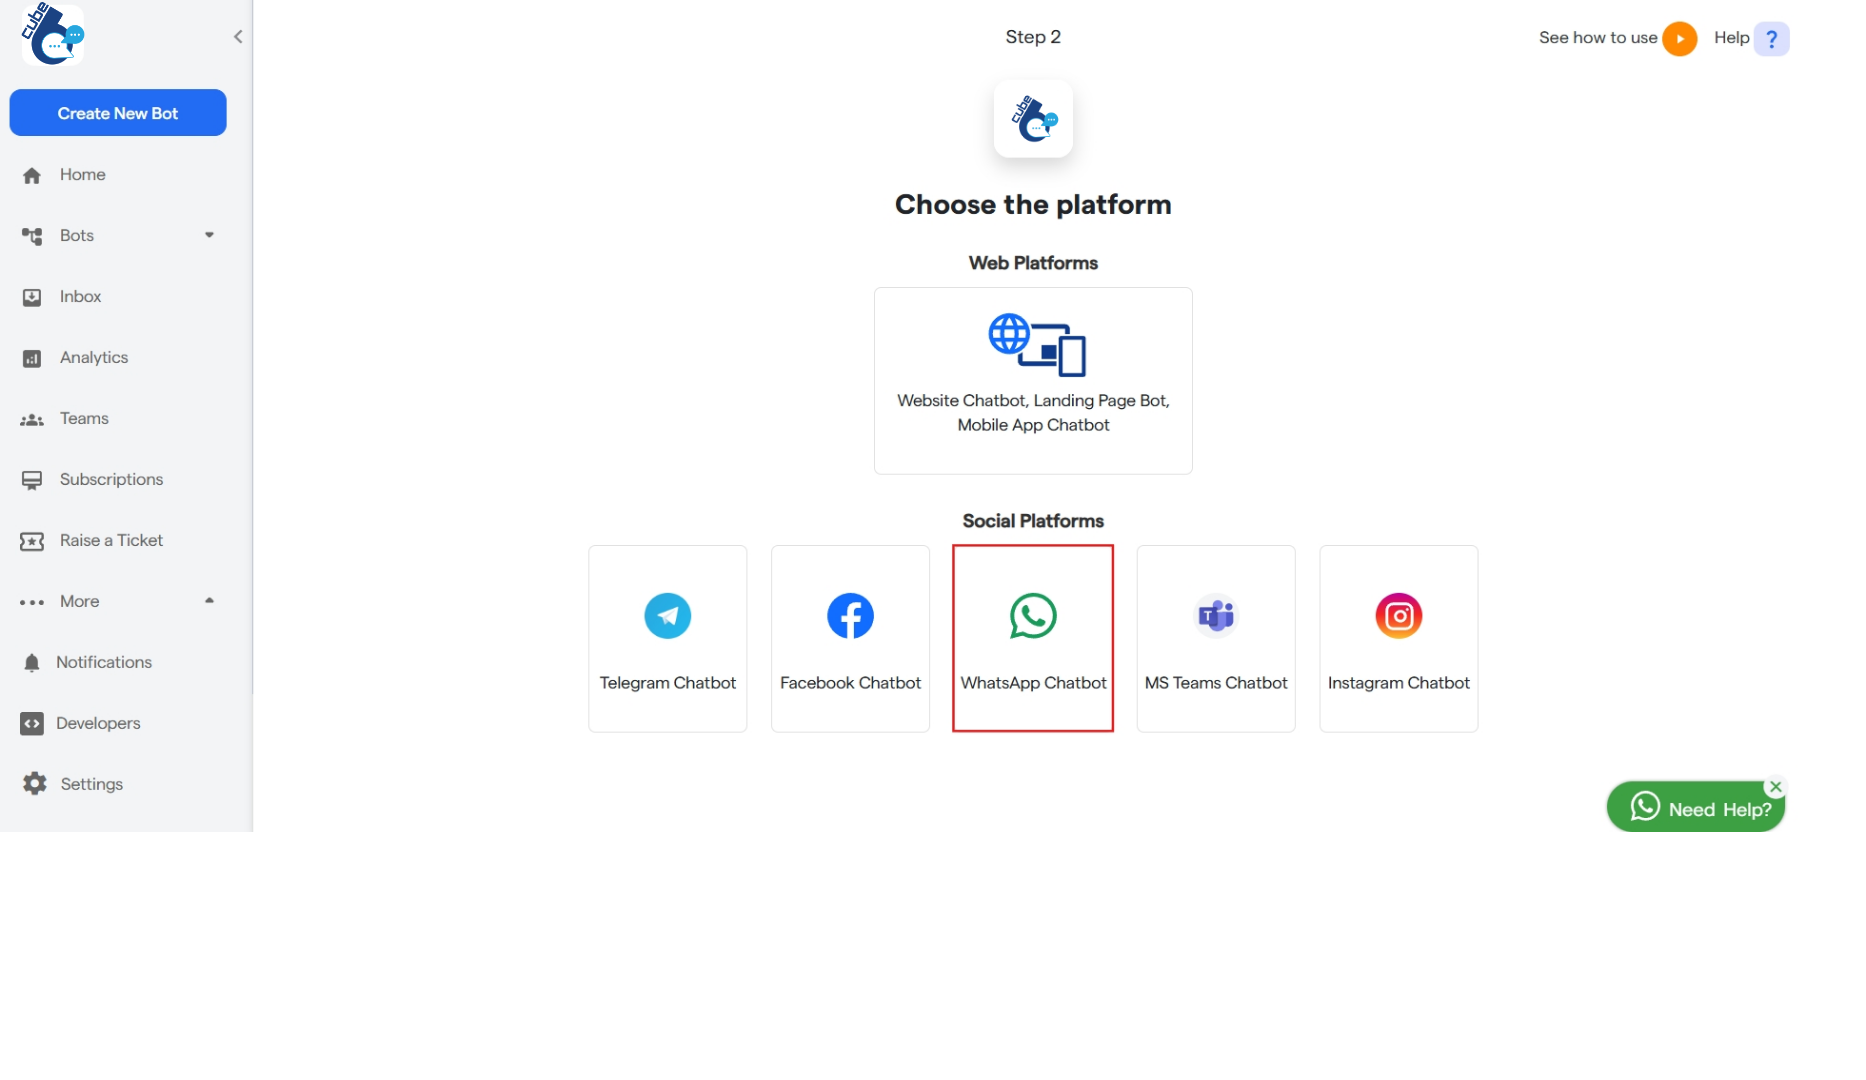 cube
Create New Bot
Home
Bots
Inbox
Analytics
Teams
Subscriptions
Raise a Ticket
More
Notifications
Developers
Settings
Step 2
See how to use
Help ?
cube
Choose the platform
Web Platforms
Website Chatbot, Landing Page Bot,
Mobile App Chatbot
Social Platforms
Telegram Chatbot
Facebook Chatbot
WhatsApp Chatbot
T
MS Teams Chatbot
Instagram Chatbot
Need Help?